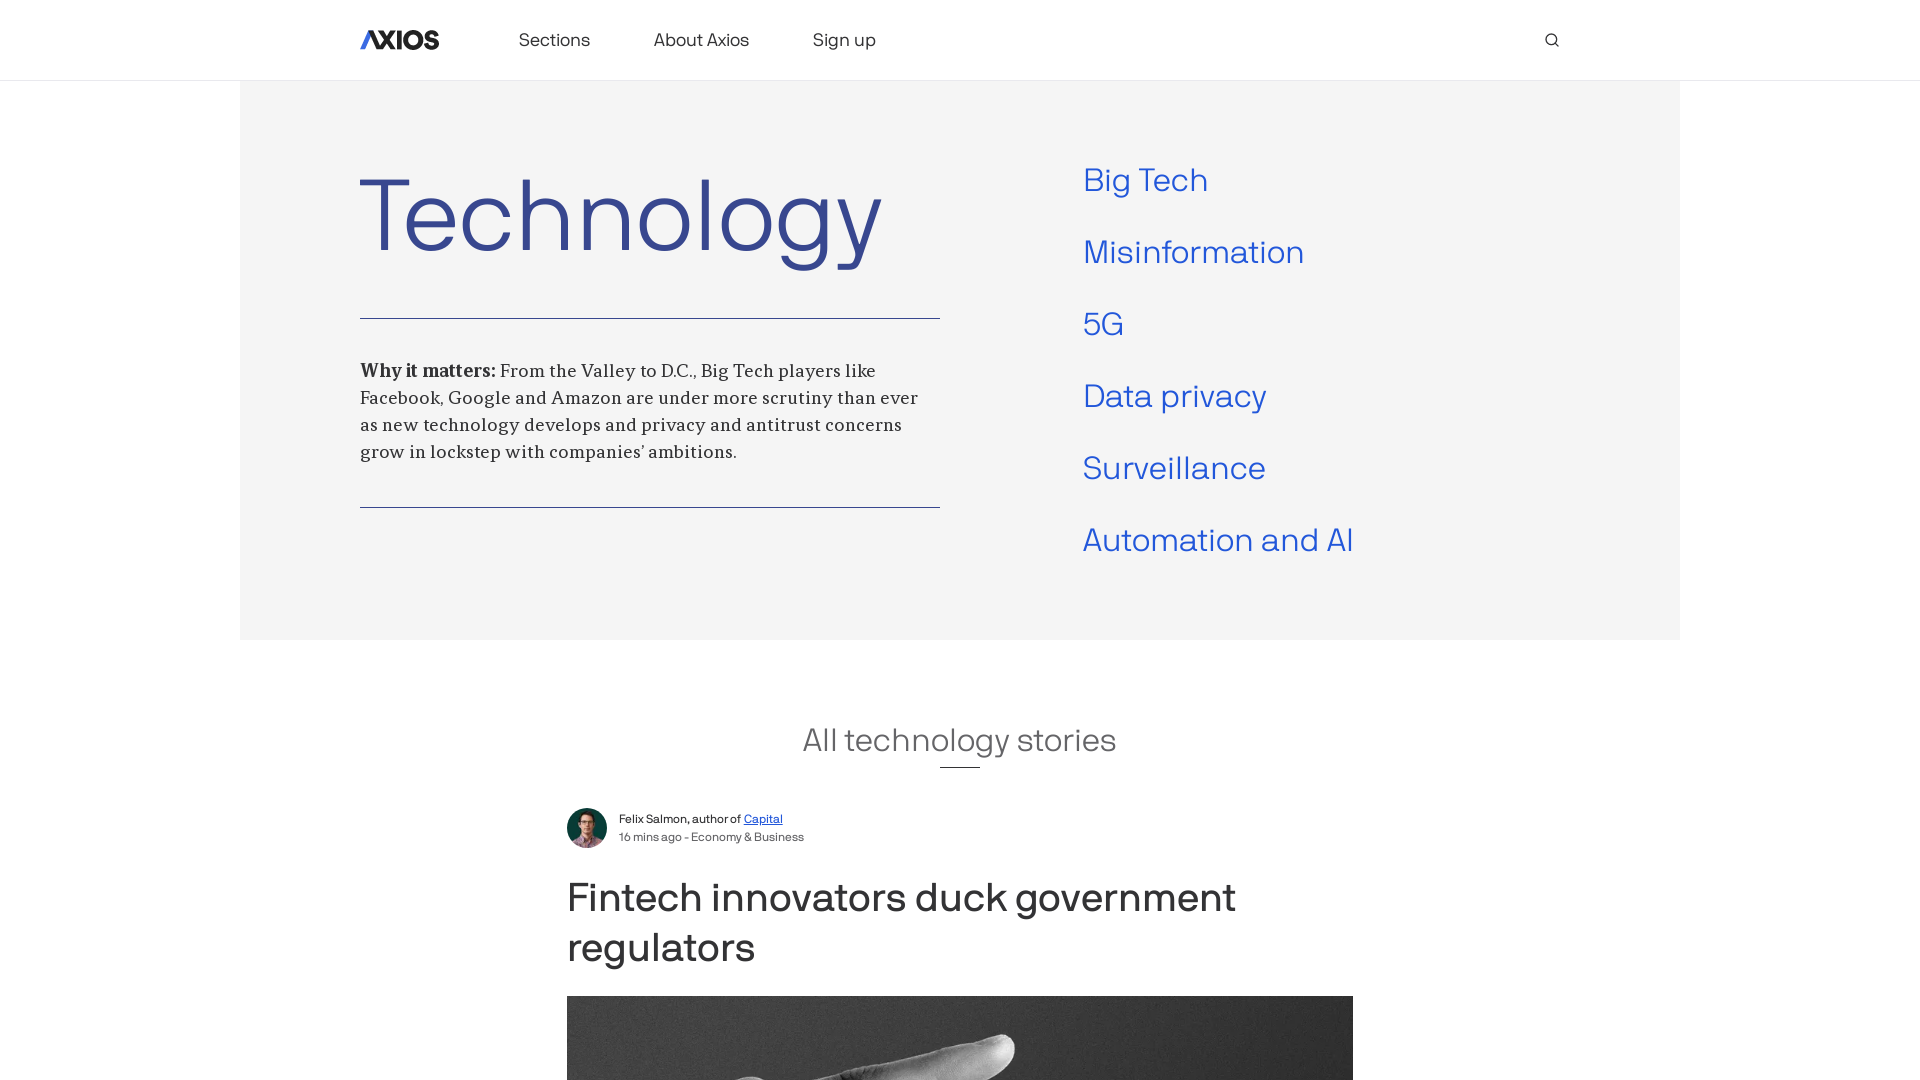 AXIOS
Sections
About Axios
Sign up
Technology
Why it matters: From the Valley to D.C., Big Tech players like
Facebook, Google and Amazon are under more scrutiny than ever
as new technology develops and privacy and antitrust concerns
grow in lockstep with companies’ ambitions.
Big Tech
Misinformation
5G
Data privacy
Surveillance
Automation and AI
All technology stories
Felix Salmon, author of Capital
16 mins ago - Economy & Business
Fintech innovators duck government
regulators